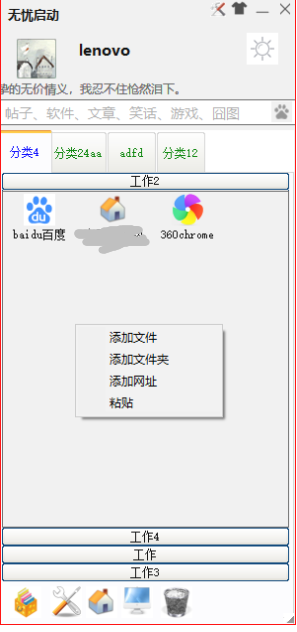 无忧启动
lenovo
挚的无价情义，我忍不住怆然泪下。
帖子、软件、文章、笑话、游戏、囧图
分类4 分类24aa adfd 分类12
工作2
baidu百度 360chrome
添加文件
添加文件夹
添加网址
粘贴
工作4
工作
工作3